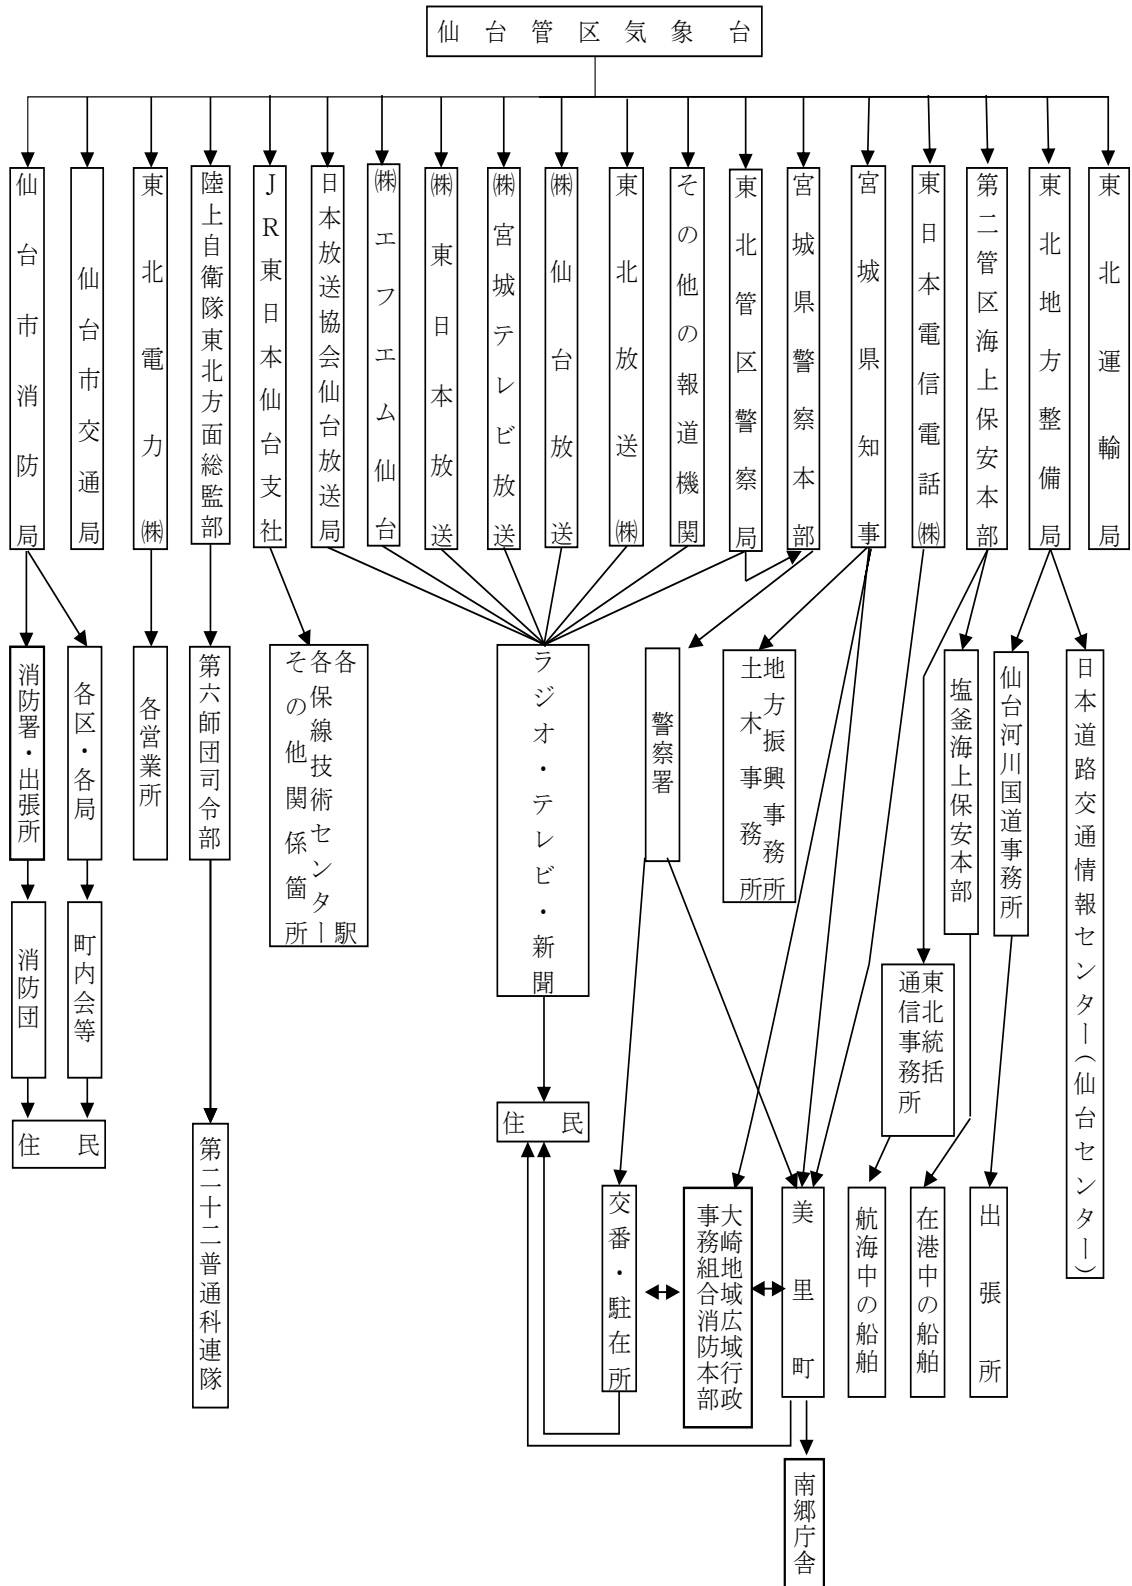 仙台管区気象台
仙台市消防局
仙台市交通局
東北電力㈱
陸上自衛隊東北方面総監部
JR東日本仙台支社
日本放送協会仙台放送局
㈱エフエム仙台
㈱東日本放送
㈱宮城テレビ放送
㈱仙台放送
東北放送㈱
その他の報道機関
東北管区警察局
宮城県警察本部
宮城県知事
東日本電信電話㈱
第二管区海上保安本部
東北地方整備局
東北運輸局
消防署・出張所
各区・各局
各営業所
第六師団司令部
各駅
各保線技術センター
その他関係箇所
ラジオ・テレビ・新聞
警察署
地方振興事務所
土木事務所
塩釜海上保安本部
仙台河川国道事務所
日本道路交通情報センター(仙台センター)
消防団
町内会等
東北統括
通信事務所
住民
住民
第二十二普通科連隊
交番・駐在所
大崎地域広域行政
事務組合消防本部
美里町
航海中の船舶
在港中の船舶
出張所
南郷庁舎